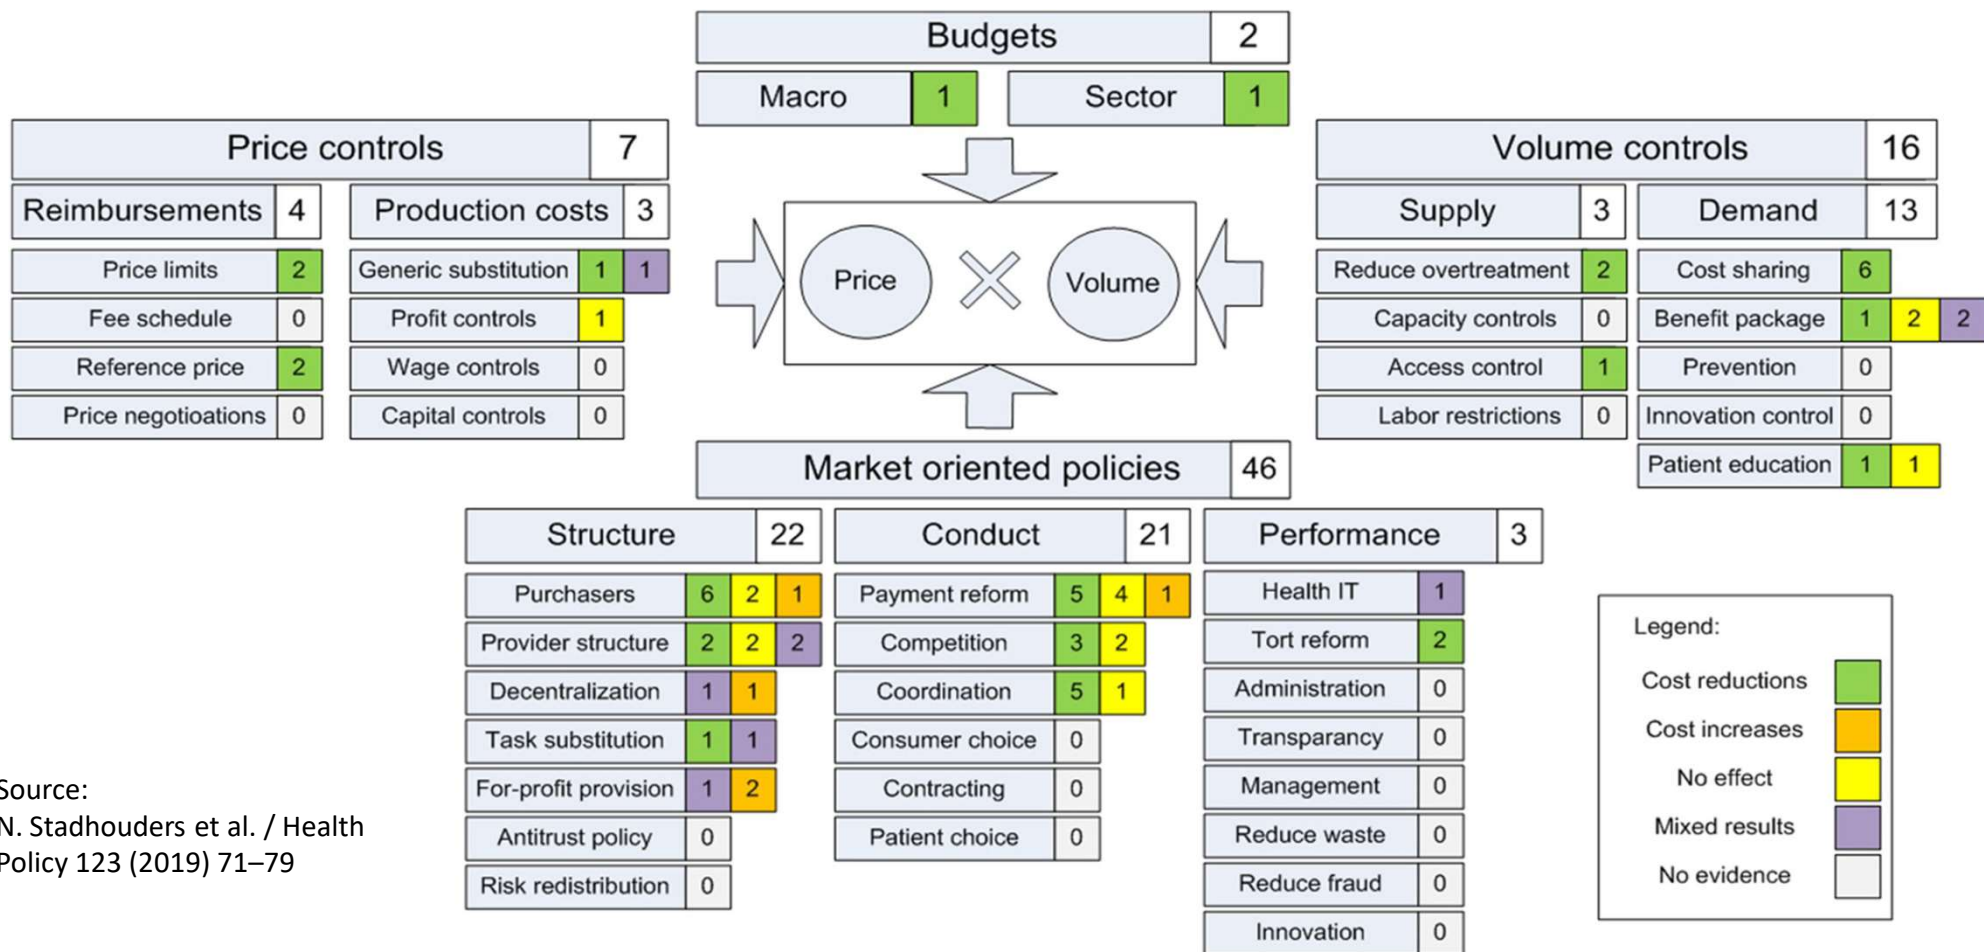 Budgets 2
Macro 1 Sector 1
Price controls 7
Reimbursements 4 Production costs 3
Price limits 2
Fee schedule 0
Reference price 2
Price negotioations 0
Generic substitution 1 1
Profit controls 1
Wage controls 0
Capital controls 0
Price Volume
Volume controls 16
Supply 3 Demand 13
Reduce overtreatment 2
Capacity controls 0
Access control 1
Labor restrictions 0
Cost sharing 6
Benefit package 1 2 2
Prevention 0
Innovation control 0
Patient education 1 1
Market oriented policies 46
Structure 22
Purchasers 6 2 1
Provider structure 2 2 2
Decentralization 1 1
Task substitution 1 1
For-profit provision 1 2
Antitrust policy 0
Risk redistribution 0
Conduct 21
Payment reform 5 4 1
Competition 3 2
Coordination 5 1
Consumer choice 0
Contracting 0
Patient choice 0
Performance 3
Health IT 1
Tort reform 2
Administration 0
Transparancy 0
Management 0
Reduce waste 0
Reduce fraud 0
Innovation 0
Legend:
Cost reductions
Cost increases
No effect
Mixed results
No evidence
Source:
N. Stadhouders et al. / Health
Policy 123 (2019) 71–79